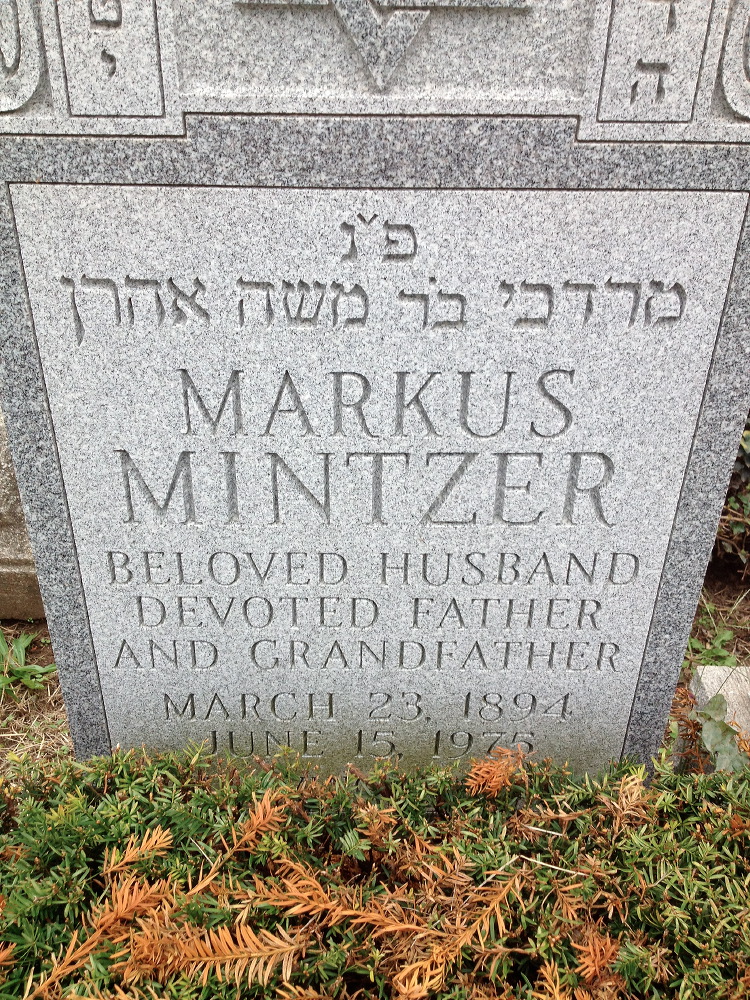 ט
י
ה
פ״נ
מרדכי בר משה אהרן
MARKUS
MINTZER
BELOVED HUSBAND
DEVOTED FATHER
AND GRANDFATHER
MARCH 23, 1894
JUNE 15, 1975